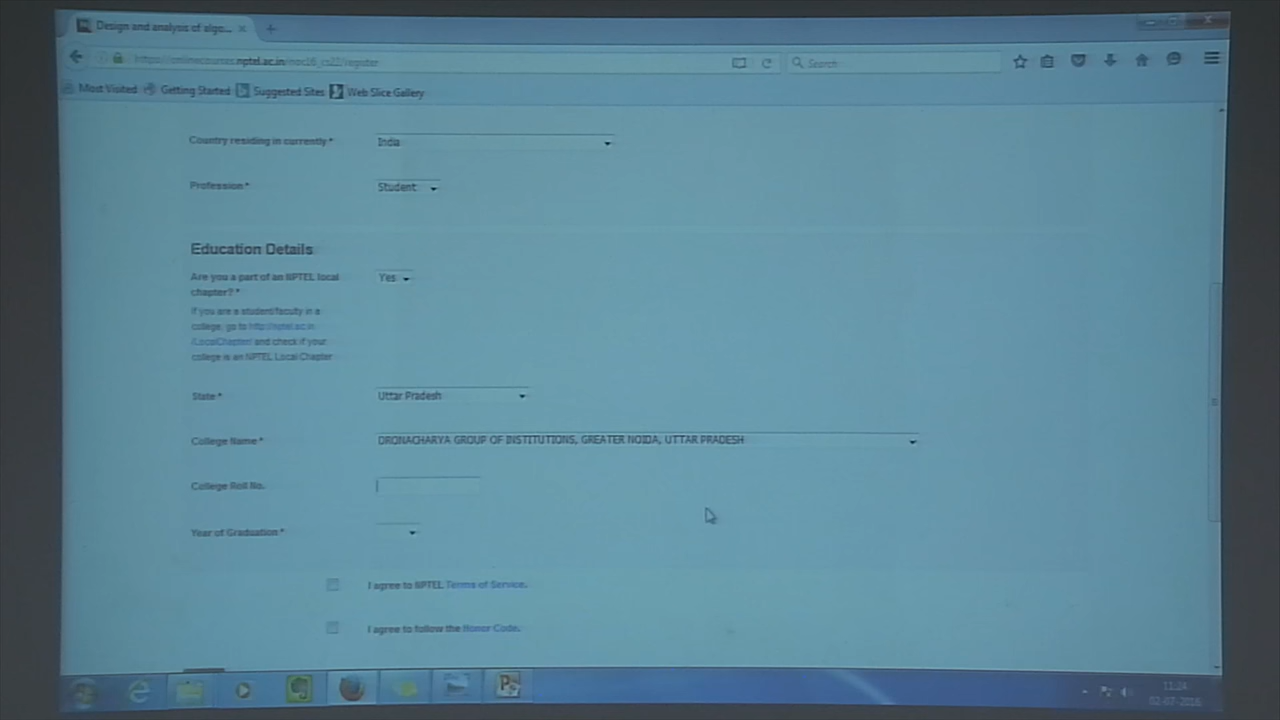 Design and analysis of algo...
https://onlinecourses.nptel.ac.in/noc16_cs22/register
Search
Most Visited Getting Started Suggested Sites Web Slice Gallery
Country residing in currently * India
Profession * Student
Education Details
Are you a part of an NPTEL local chapter? * Yes
If you are a student/faculty in a
college, go to http://nptel.ac.in
/LocalChapter/ and check if your
college is an NPTEL Local Chapter
State * Uttar Pradesh
College Name * DRONACHARYA GROUP OF INSTITUTIONS, GREATER NOIDA, UTTAR PRADESH
College Roll No.
Year of Graduation *
I agree to NPTEL Terms of Service.
I agree to follow the Honor Code.
11:24
02-07-2016